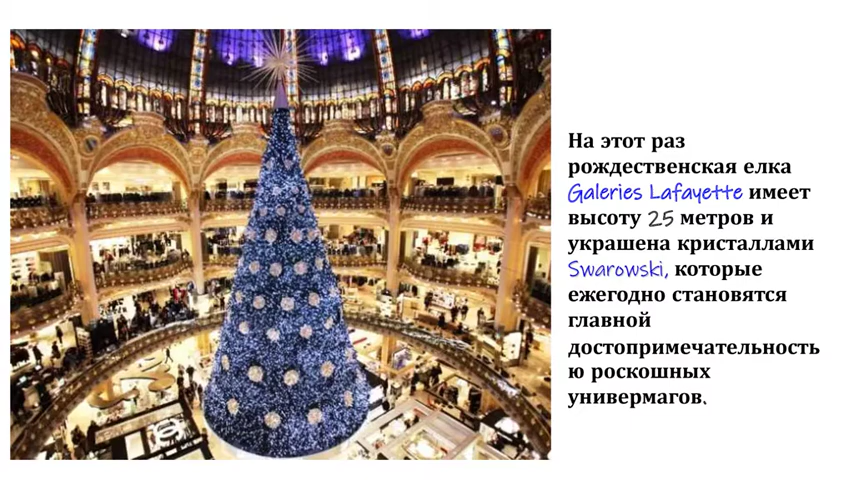 На этот раз
рождественская елка
Galeries Lafayette имеет
высоту 25 метров и
украшена кристаллами
Swarowski, которые
ежегодно становятся
главной
достопримечательность
ю роскошных
универмагов.